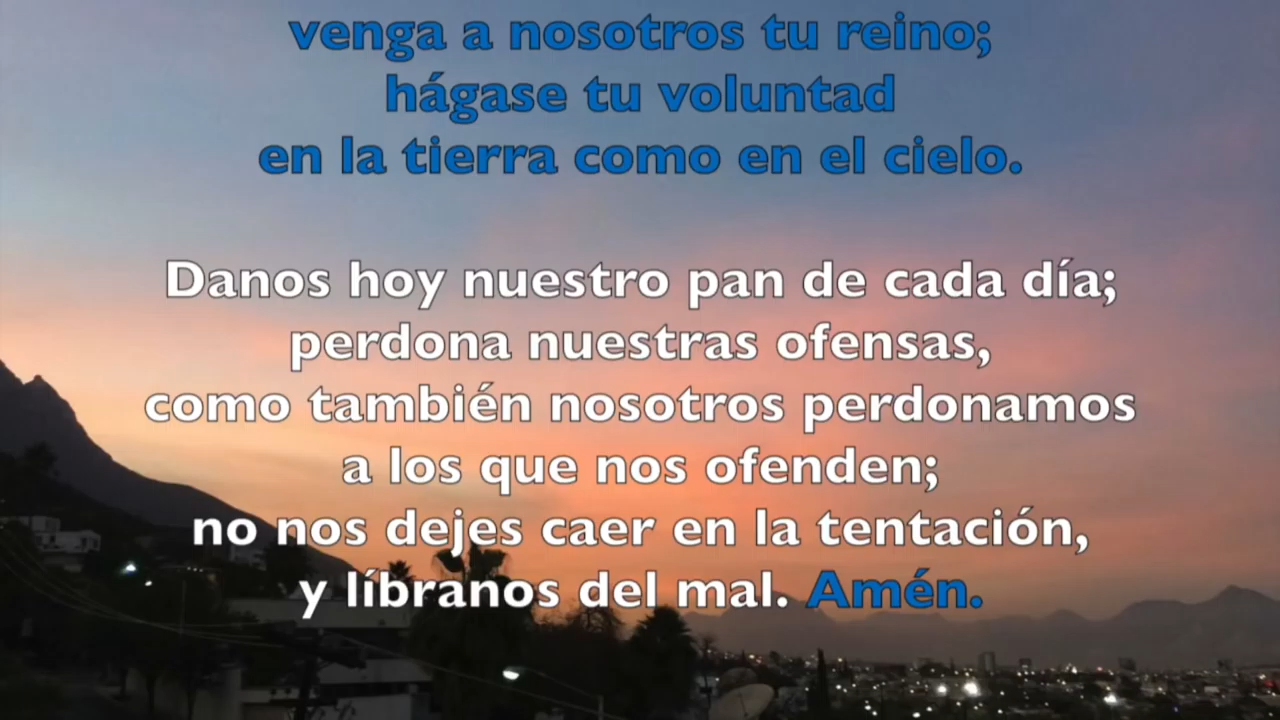 venga a nosotros tu reino;
hágase tu voluntad
en la tierra como en el cielo.
Danos hoy nuestro pan de cada día;
perdona nuestras ofensas,
como también nosotros perdonamos
a los que nos ofenden;
no nos dejes caer en la tentación,
y líbranos del mal. Amén.